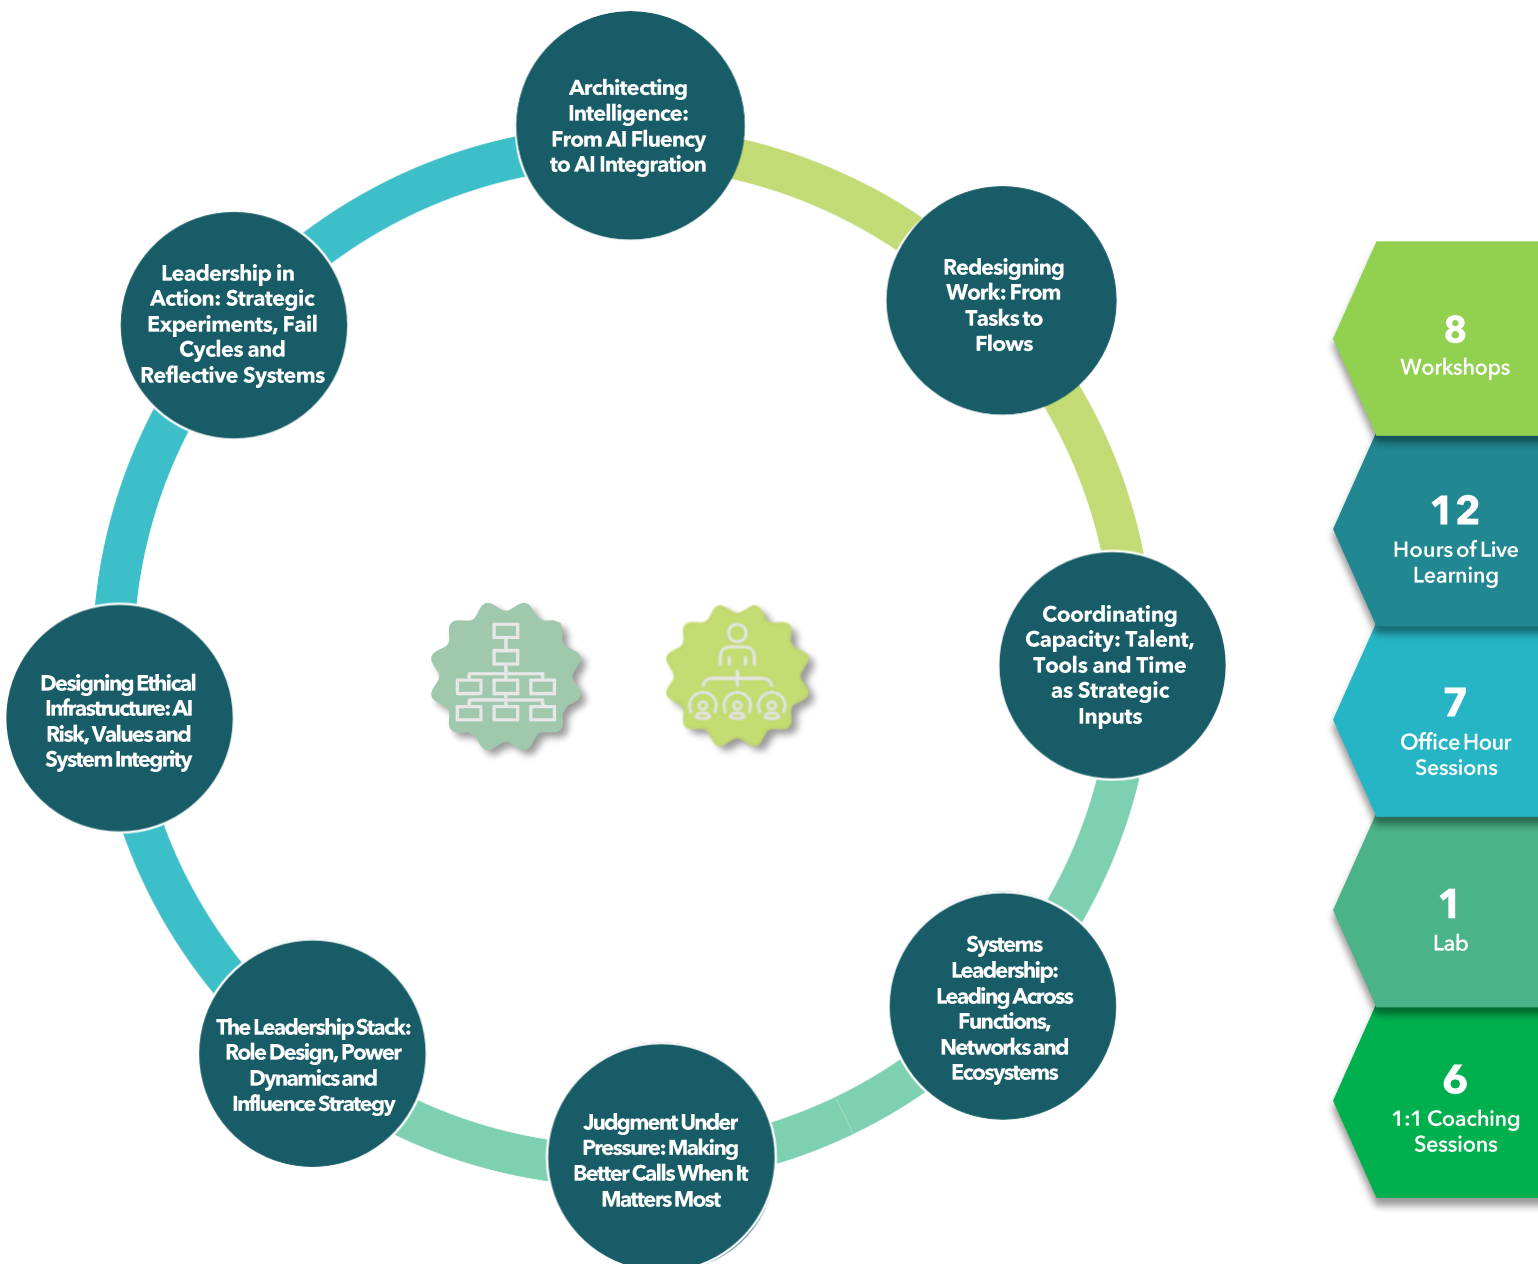 Architecting
Intelligence:
From AI Fluency
to AI Integration
Redesigning
Work: From
Tasks to
Flows
Coordinating
Capacity: Talent,
Tools and Time
as Strategic
Inputs
Systems
Leadership:
Leading Across
Functions,
Networks and
Ecosystems
Judgment Under
Pressure: Making
Better Calls When It
Matters Most
The Leadership Stack:
Role Design, Power
Dynamics and
Influence Strategy
Designing Ethical
Infrastructure: AI
Risk, Values and
System Integrity
Leadership in
Action: Strategic
Experiments, Fail
Cycles and
Reflective Systems
8
Workshops
12
Hours of Live
Learning
7
Office Hour
Sessions
1
Lab
6
1:1 Coaching
Sessions